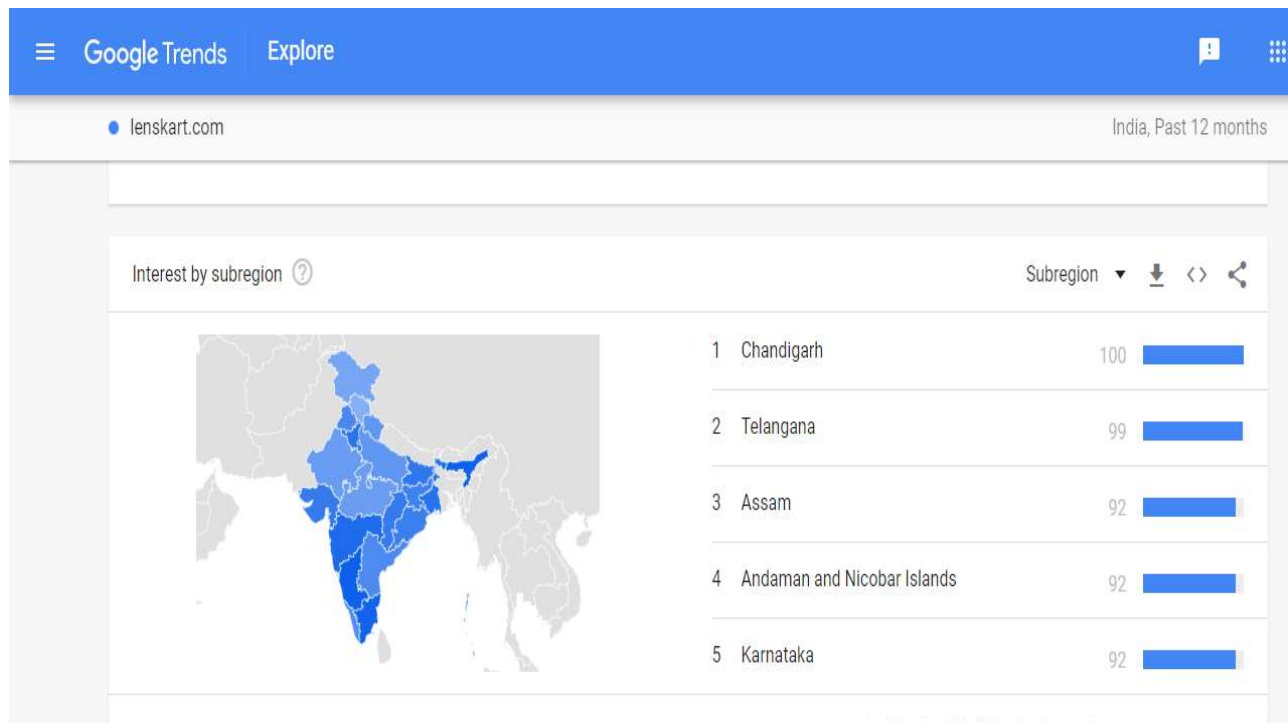 Google Trends Explore
lenskart.com India, Past 12 months
Interest by subregion Subregion
1 Chandigarh 100
2 Telangana 99
3 Assam 92
4 Andaman and Nicobar Islands 92
5 Karnataka 92